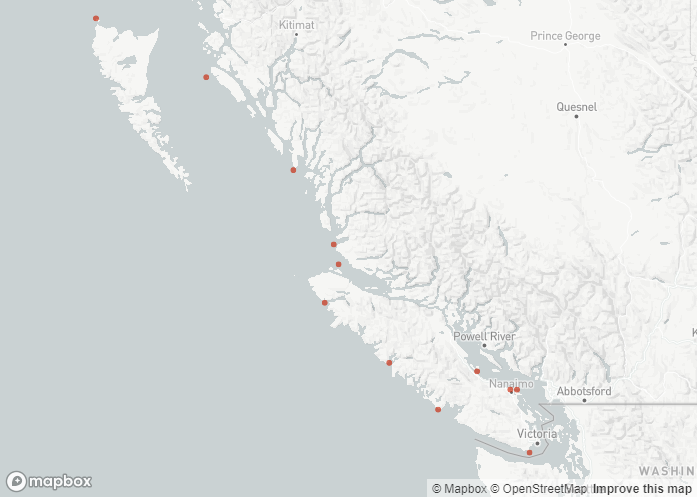 Kitimat
Prince George
Quesnel
Powell River
Nanaimo
Abbotsford
Victoria
WASHIN
mapbox
© Mapbox © OpenStreetMap Improve this map